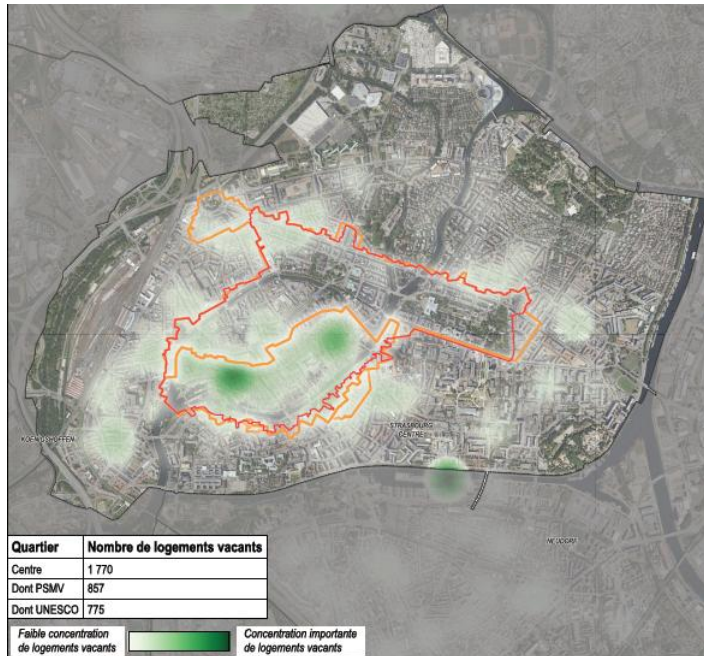 KOENIGSHOFFEN
STRASBOURG
CENTRE
NEUDORF
Quartier Nombre de logements vacants
Centre 1 770
Dont PSMV 857
Dont UNESCO 775
Faible concentration
de logements vacants
Concentration importante
de logements vacants